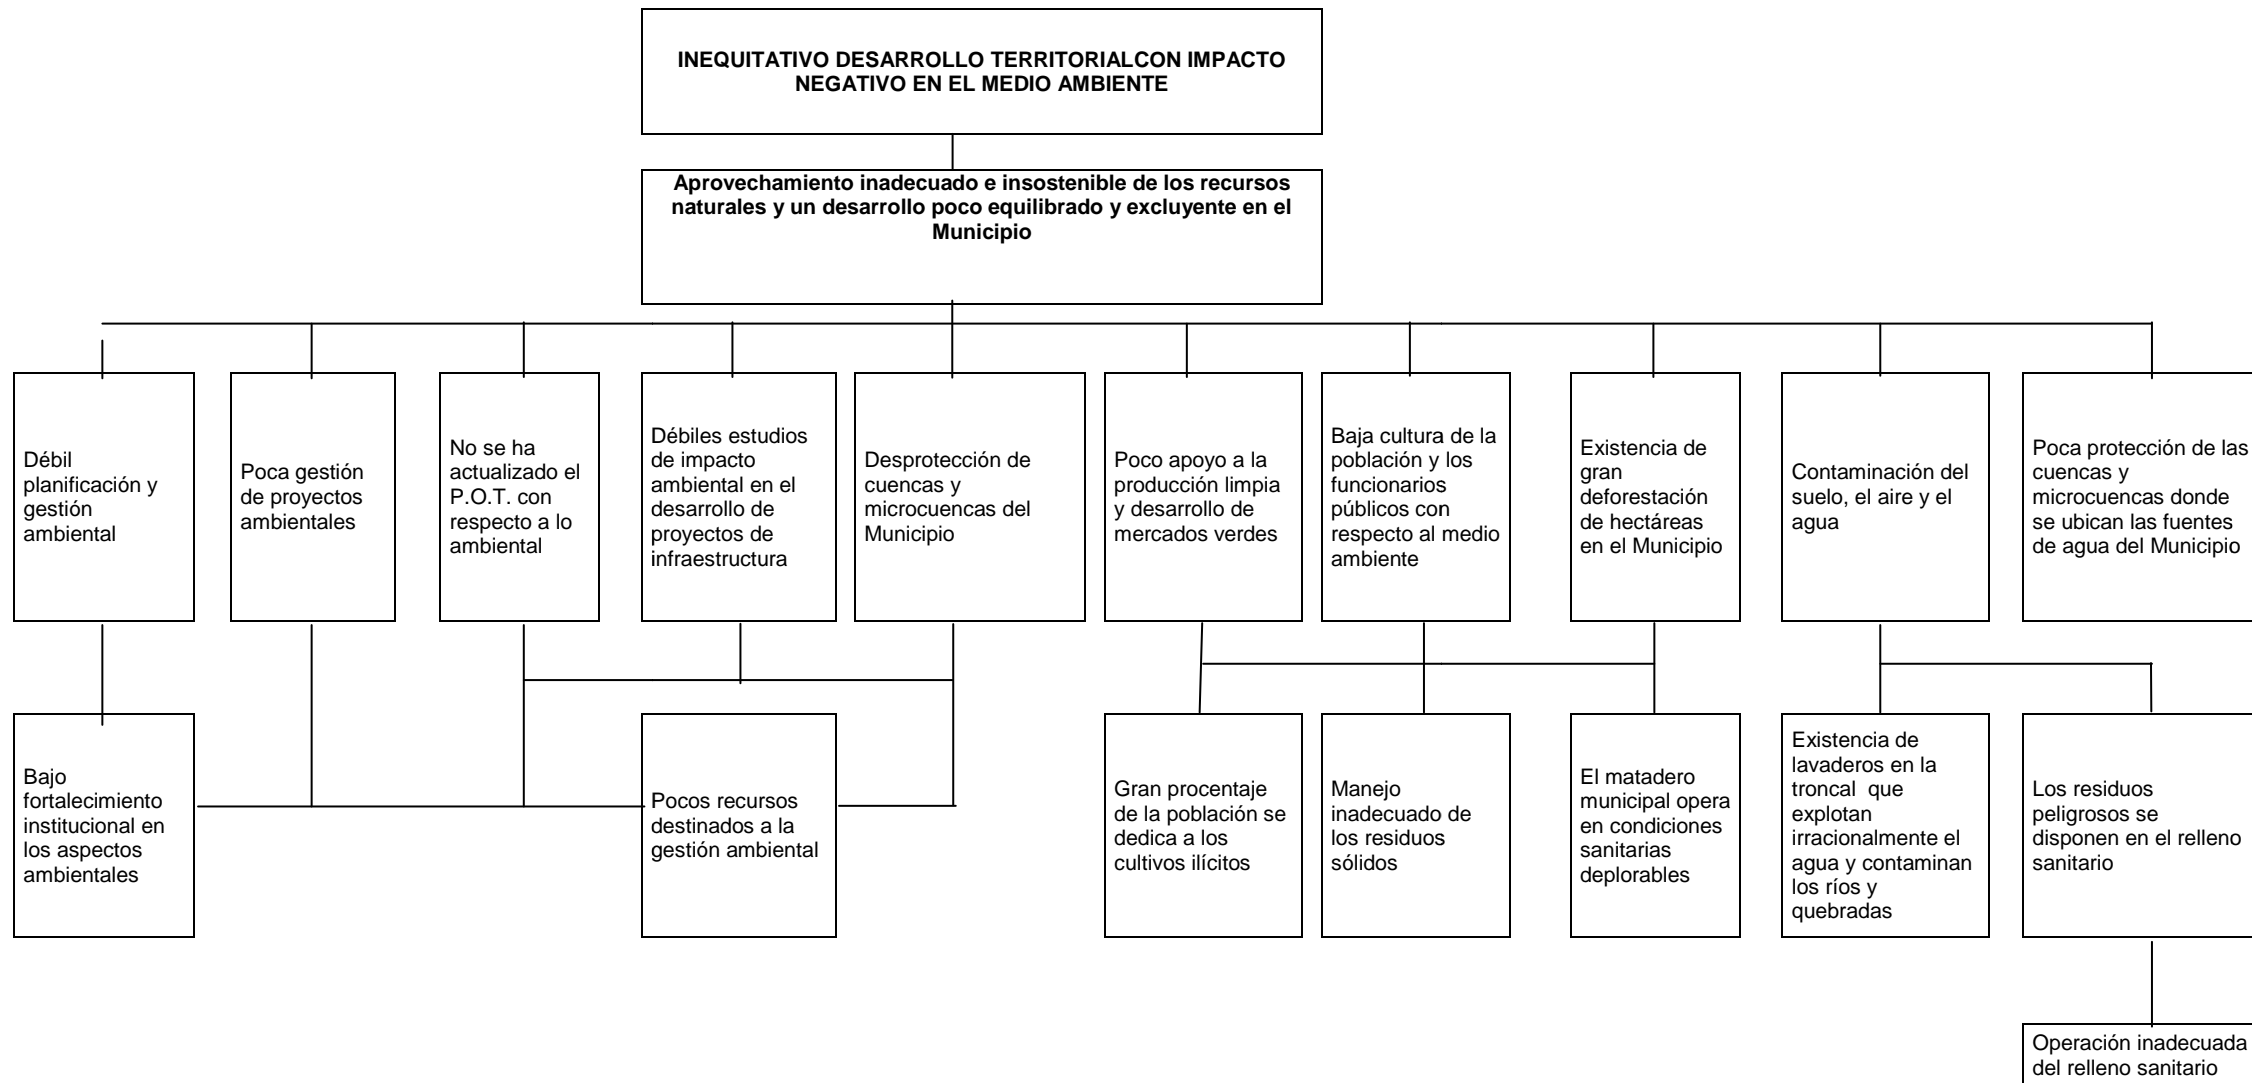 INEQUITATIVO DESARROLLO TERRITORIALCON IMPACTO
NEGATIVO EN EL MEDIO AMBIENTE
Aprovechamiento inadecuado e insostenible de los recursos
naturales y un desarrollo poco equilibrado y excluyente en el
Municipio
Débil
planificación y
gestión
ambiental
Poca gestión
de proyectos
ambientales
No se ha
actualizado el
P.O.T. con
respecto a lo
ambiental
Débiles estudios
de impacto
ambiental en el
desarrollo de
proyectos de
infraestructura
Desprotección de
cuencas y
microcuencas del
Municipio
Poco apoyo a la
producción limpia
y desarrollo de
mercados verdes
Baja cultura de la
población y los
funcionarios
públicos con
respecto al medio
ambiente
Existencia de
gran
deforestación
de hectáreas
en el Municipio
Contaminación del
suelo, el aire y el
agua
Poca protección de las
cuencas y
microcuencas donde
se ubican las fuentes
de agua del Municipio
Bajo
fortalecimiento
institucional en
los aspectos
ambientales
Pocos recursos
destinados a la
gestión ambiental
Gran procentaje
de la población se
dedica a los
cultivos ilícitos
Manejo
inadecuado de
los residuos
sólidos
El matadero
municipal opera
en condiciones
sanitarias
deplorables
Existencia de
lavaderos en la
troncal  que
explotan
irracionalmente el
agua y contaminan
los ríos y
quebradas
Los residuos
peligrosos se
disponen en el relleno
sanitario
Operación inadecuada
del relleno sanitario